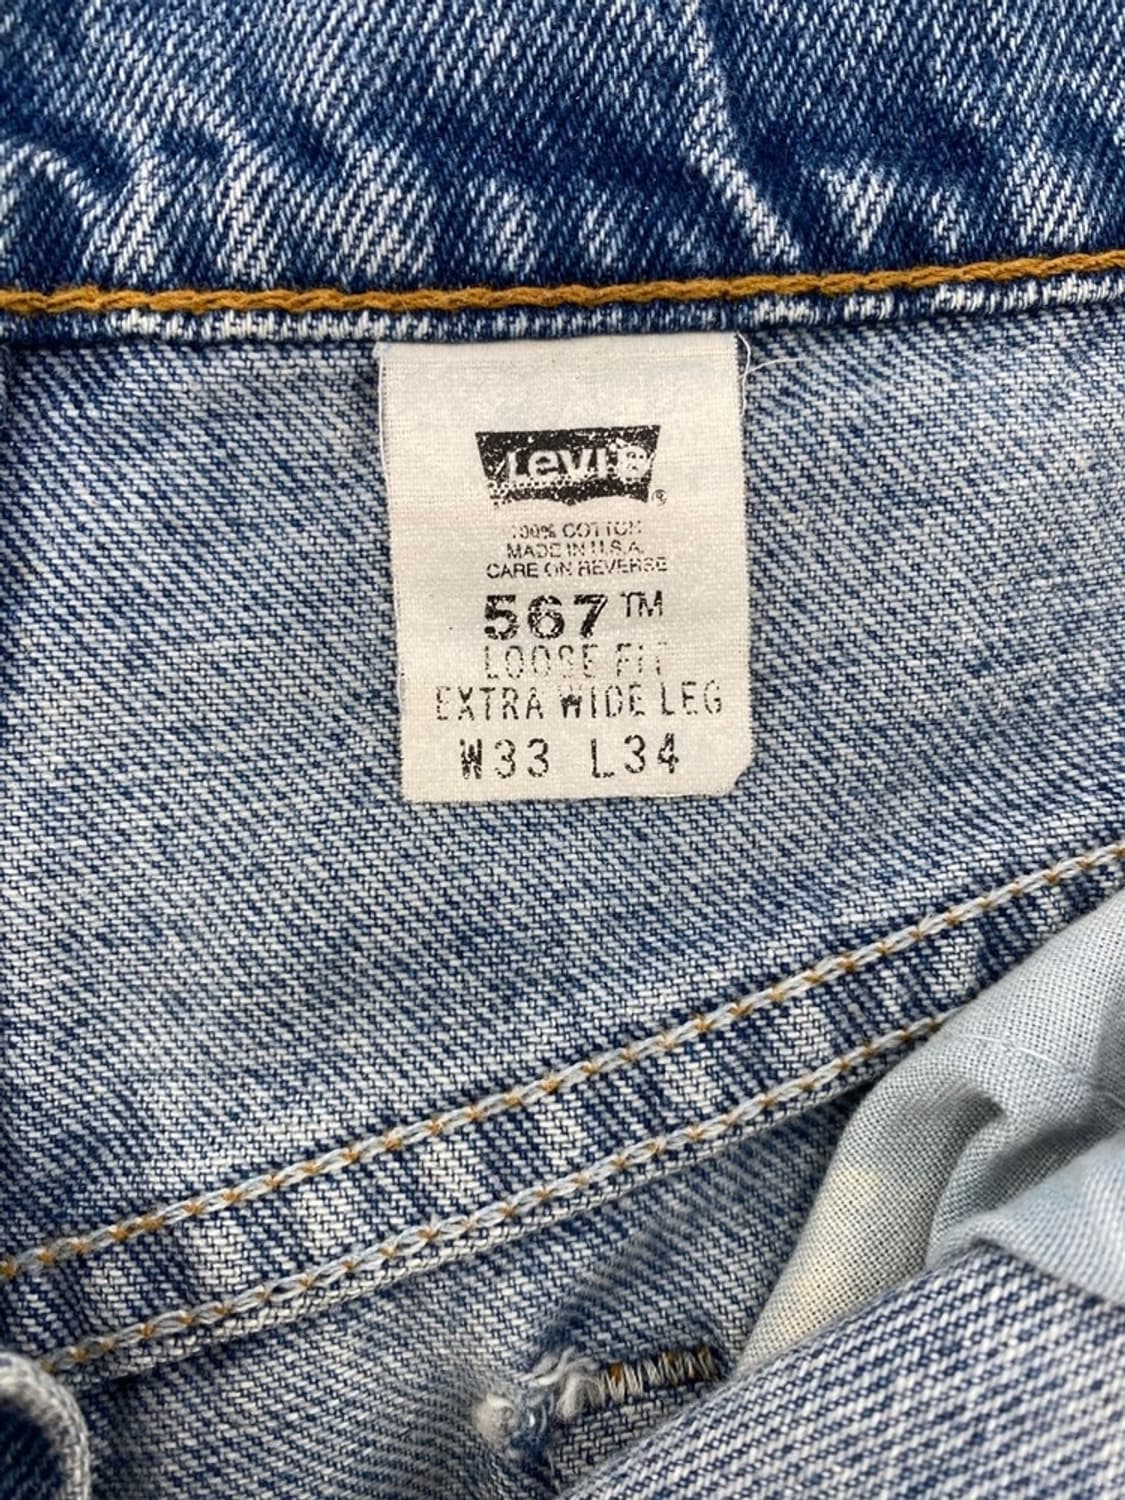 Levi's
®
100% COTTON
MADE IN U.S.A.
CARE ON REVERSE
567™
LOOSE FIT
EXTRA WIDE LEG
W33 L34